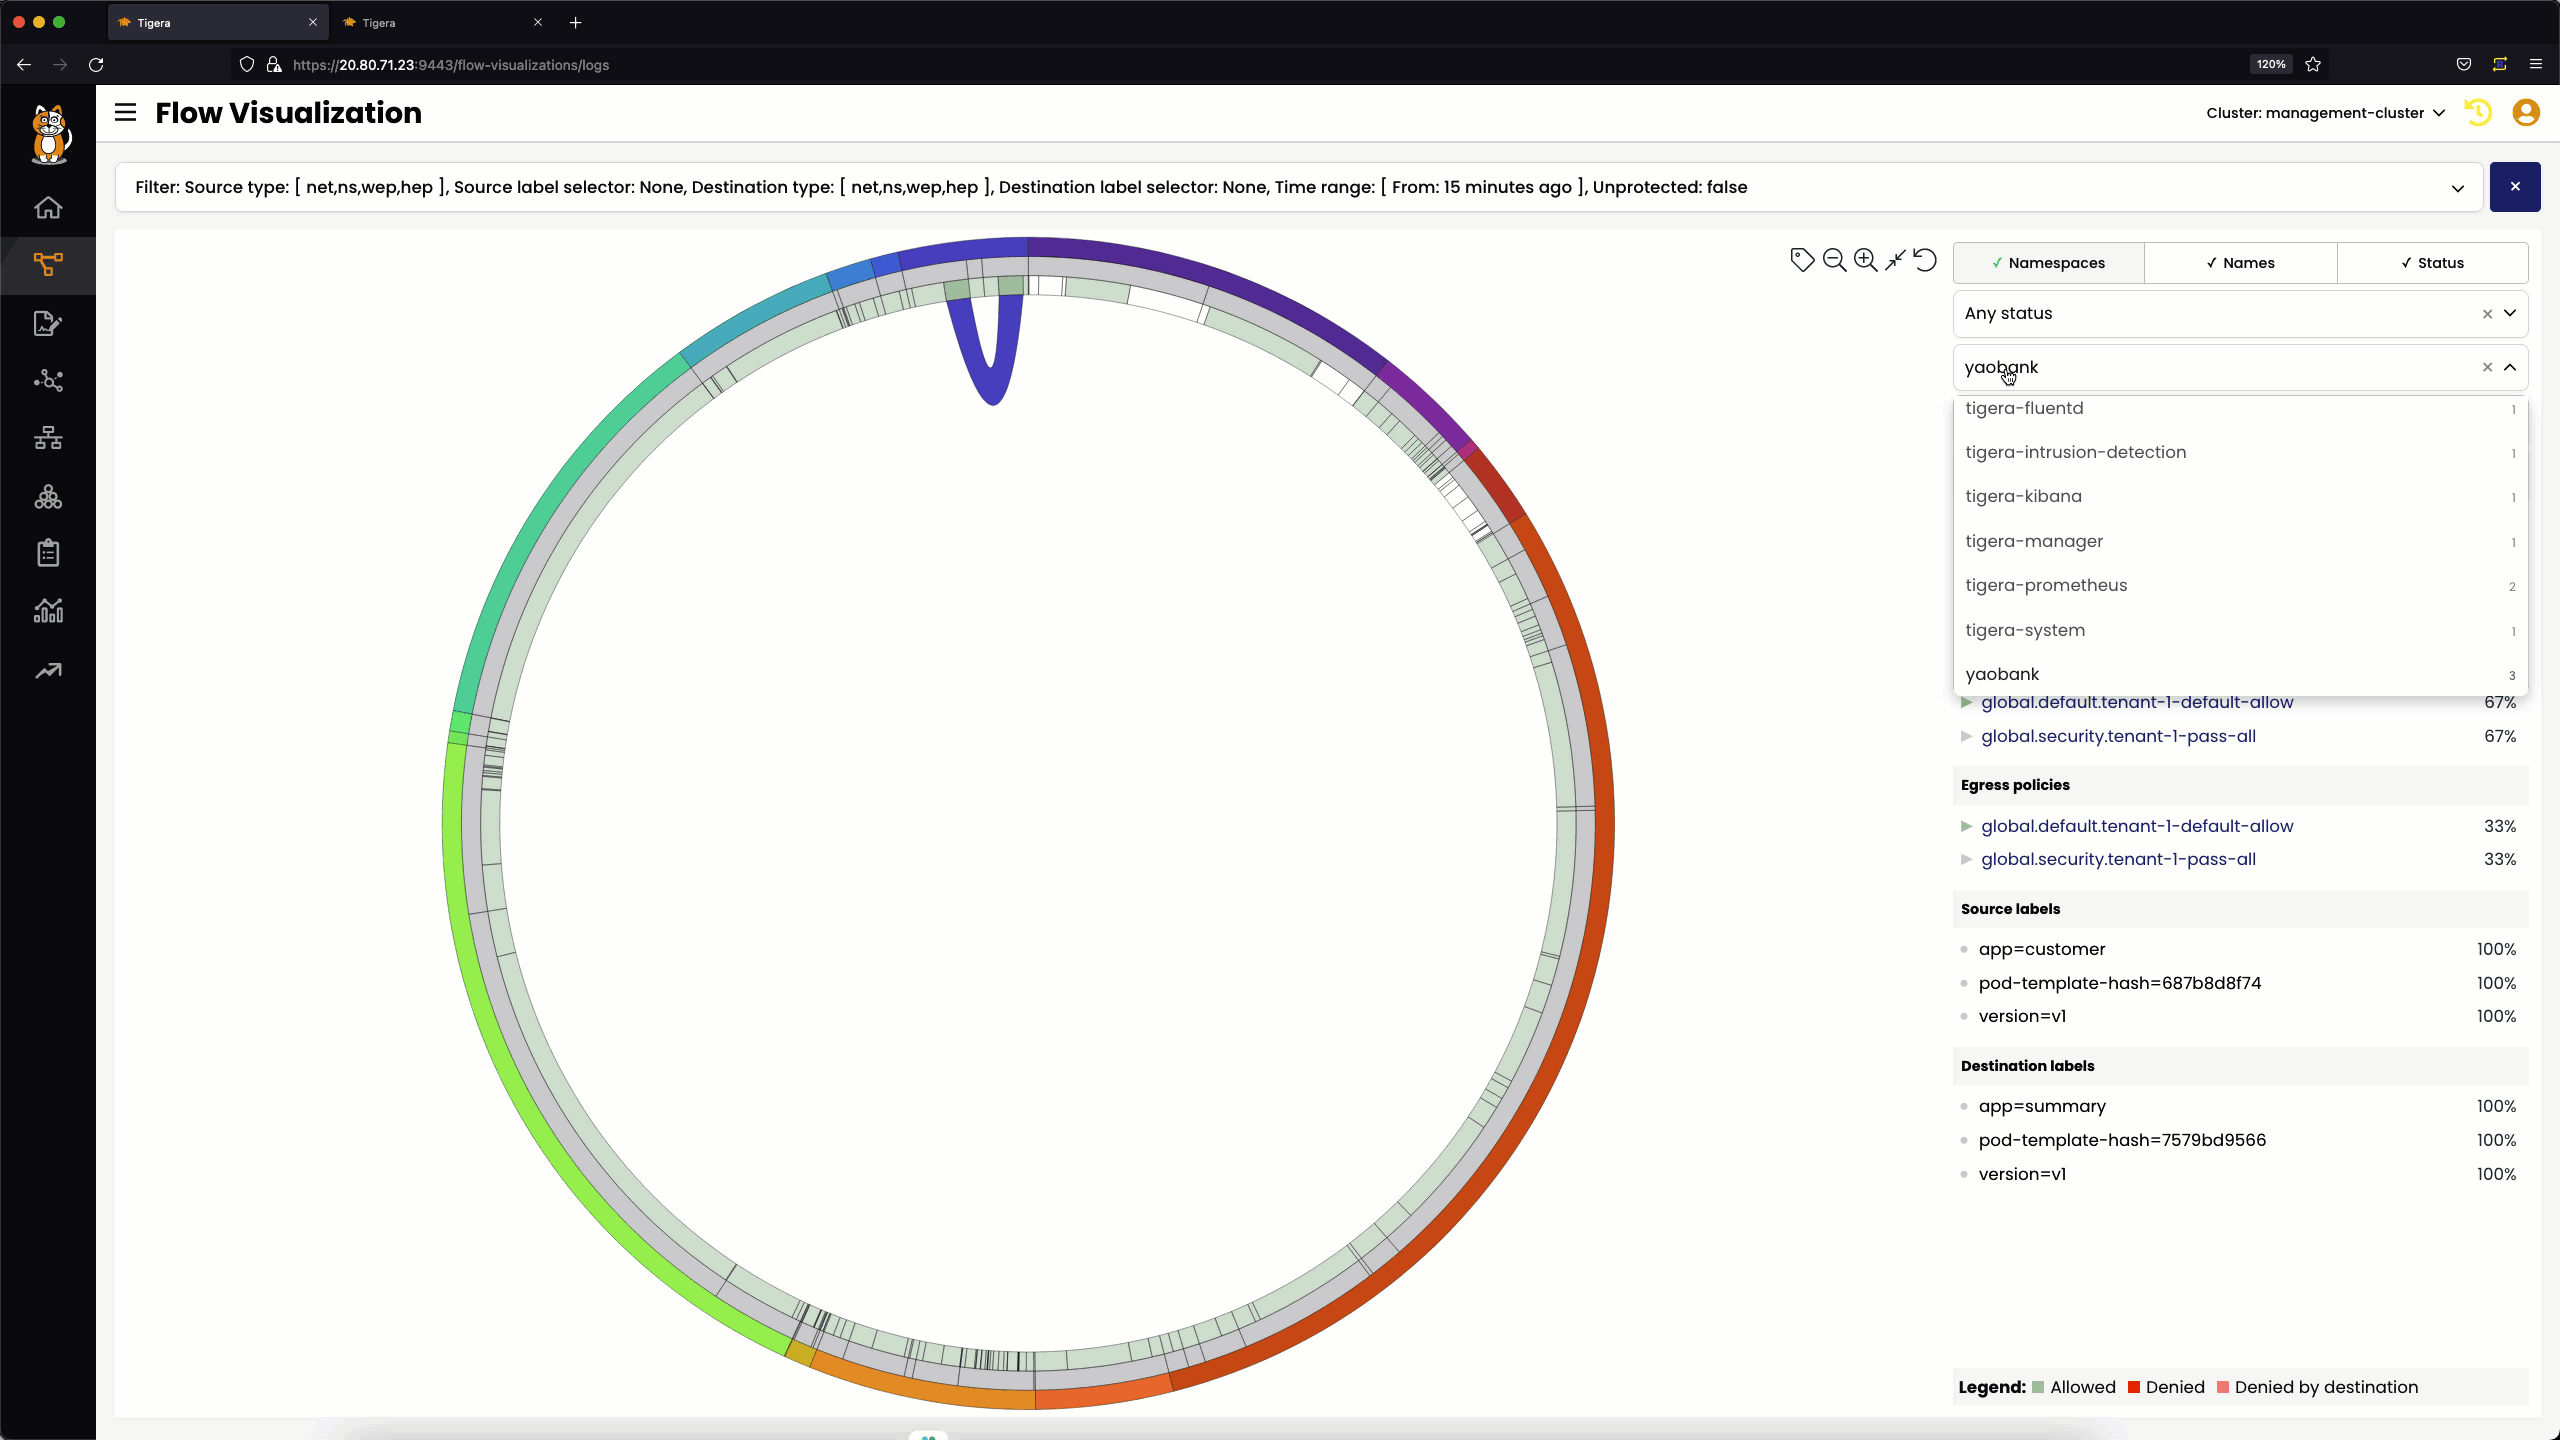 Tigera
Tigera
https://20.80.71.23:9443/flow-visualizations/logs
120%
Flow Visualization
Cluster: management-cluster
Filter: Source type: [ net,ns,wep,hep ], Source label selector: None, Destination type: [ net,ns,wep,hep ], Destination label selector: None, Time range: [ From: 15 minutes ago ], Unprotected: false
✓ Namespaces
✓ Names
✓ Status
Any status
yaobank
tigera-fluentd 1
tigera-intrusion-detection 1
tigera-kibana 1
tigera-manager 1
tigera-prometheus 2
tigera-system 1
yaobank 3
global.default.tenant-1-default-allow 67%
global.security.tenant-1-pass-all 67%
Egress policies
global.default.tenant-1-default-allow 33%
global.security.tenant-1-pass-all 33%
Source labels
app=customer 100%
pod-template-hash=687b8d8f74 100%
version=v1 100%
Destination labels
app=summary 100%
pod-template-hash=7579bd9566 100%
version=v1 100%
Legend: Allowed Denied Denied by destination